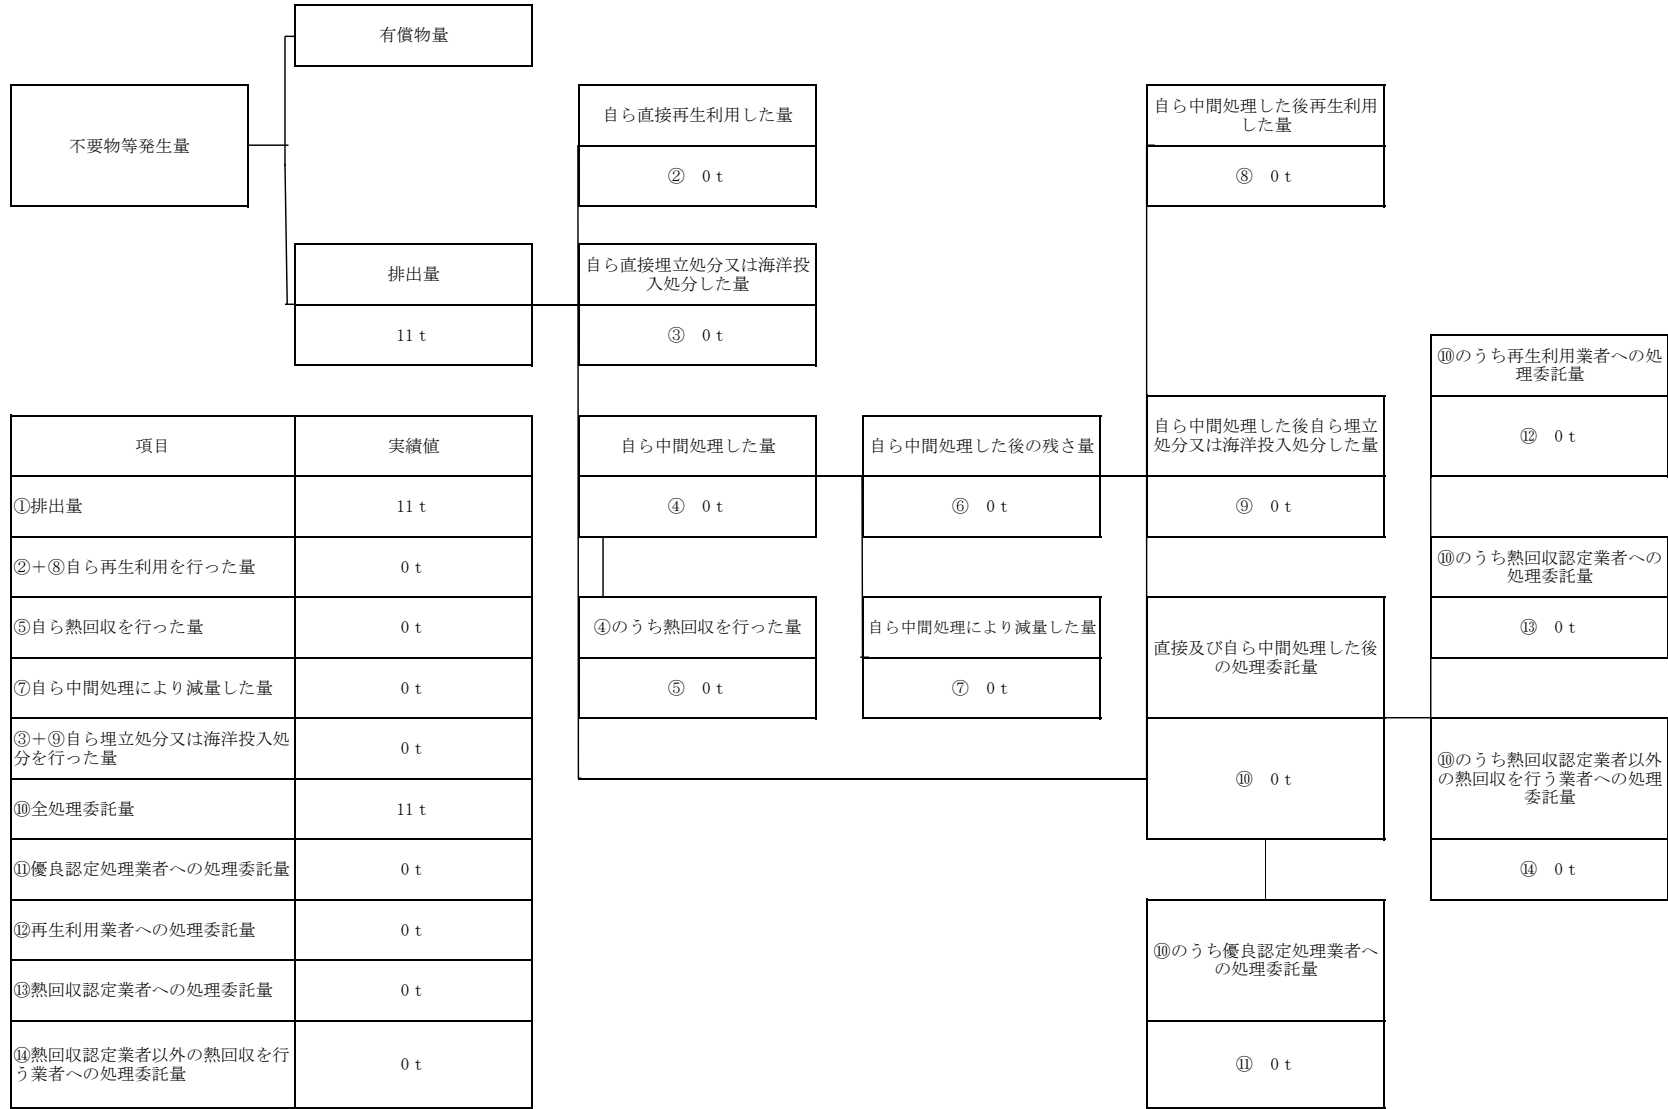 有償物量
不要物等発生量
自ら直接再生利用した量
② 0 t
自ら中間処理した後再生利用
した量
⑧ 0 t
排出量
11 t
自ら直接埋立処分又は海洋投
入処分した量
③ 0 t
⑩のうち再生利用業者への処
理委託量
⑫ 0 t
自ら中間処理した量
④ 0 t
自ら中間処理した後の残さ量
⑥ 0 t
自ら中間処理した後自ら埋立
処分又は海洋投入処分した量
⑨ 0 t
⑩のうち熱回収認定業者への
処理委託量
⑬ 0 t
④のうち熱回収を行った量
⑤ 0 t
自ら中間処理により減量した量
⑦ 0 t
直接及び自ら中間処理した後
の処理委託量
⑩ 0 t
⑩のうち熱回収認定業者以外
の熱回収を行う業者への処理
委託量
⑭ 0 t
⑩のうち優良認定処理業者へ
の処理委託量
⑪ 0 t
項目 実績値
①排出量 11 t
②＋⑧自ら再生利用を行った量 0 t
⑤自ら熱回収を行った量 0 t
⑦自ら中間処理により減量した量 0 t
③＋⑨自ら埋立処分又は海洋投入処
分を行った量 0 t
⑩全処理委託量 11 t
⑪優良認定処理業者への処理委託量 0 t
⑫再生利用業者への処理委託量 0 t
⑬熱回収認定業者への処理委託量 0 t
⑭熱回収認定業者以外の熱回収を行
う業者への処理委託量 0 t